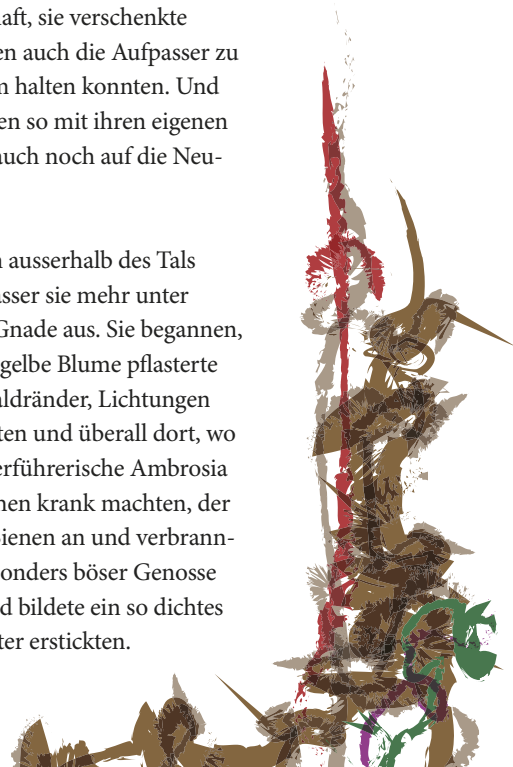 aft, sie verschenkte
en auch die Aufpasser zu
n halten konnten. Und
en so mit ihren eigenen
auch noch auf die Neu-
n ausserhalb des Tals
asser sie mehr unter
Gnade aus. Sie begannen,
gelbe Blume pflasterte
aldränder, Lichtungen
ten und überall dort, wo
erführerische Ambrosia
nen krank machten, der
Bienen an und verbrann-
onders böser Genosse
d bildete ein so dichtes
ter erstickten.